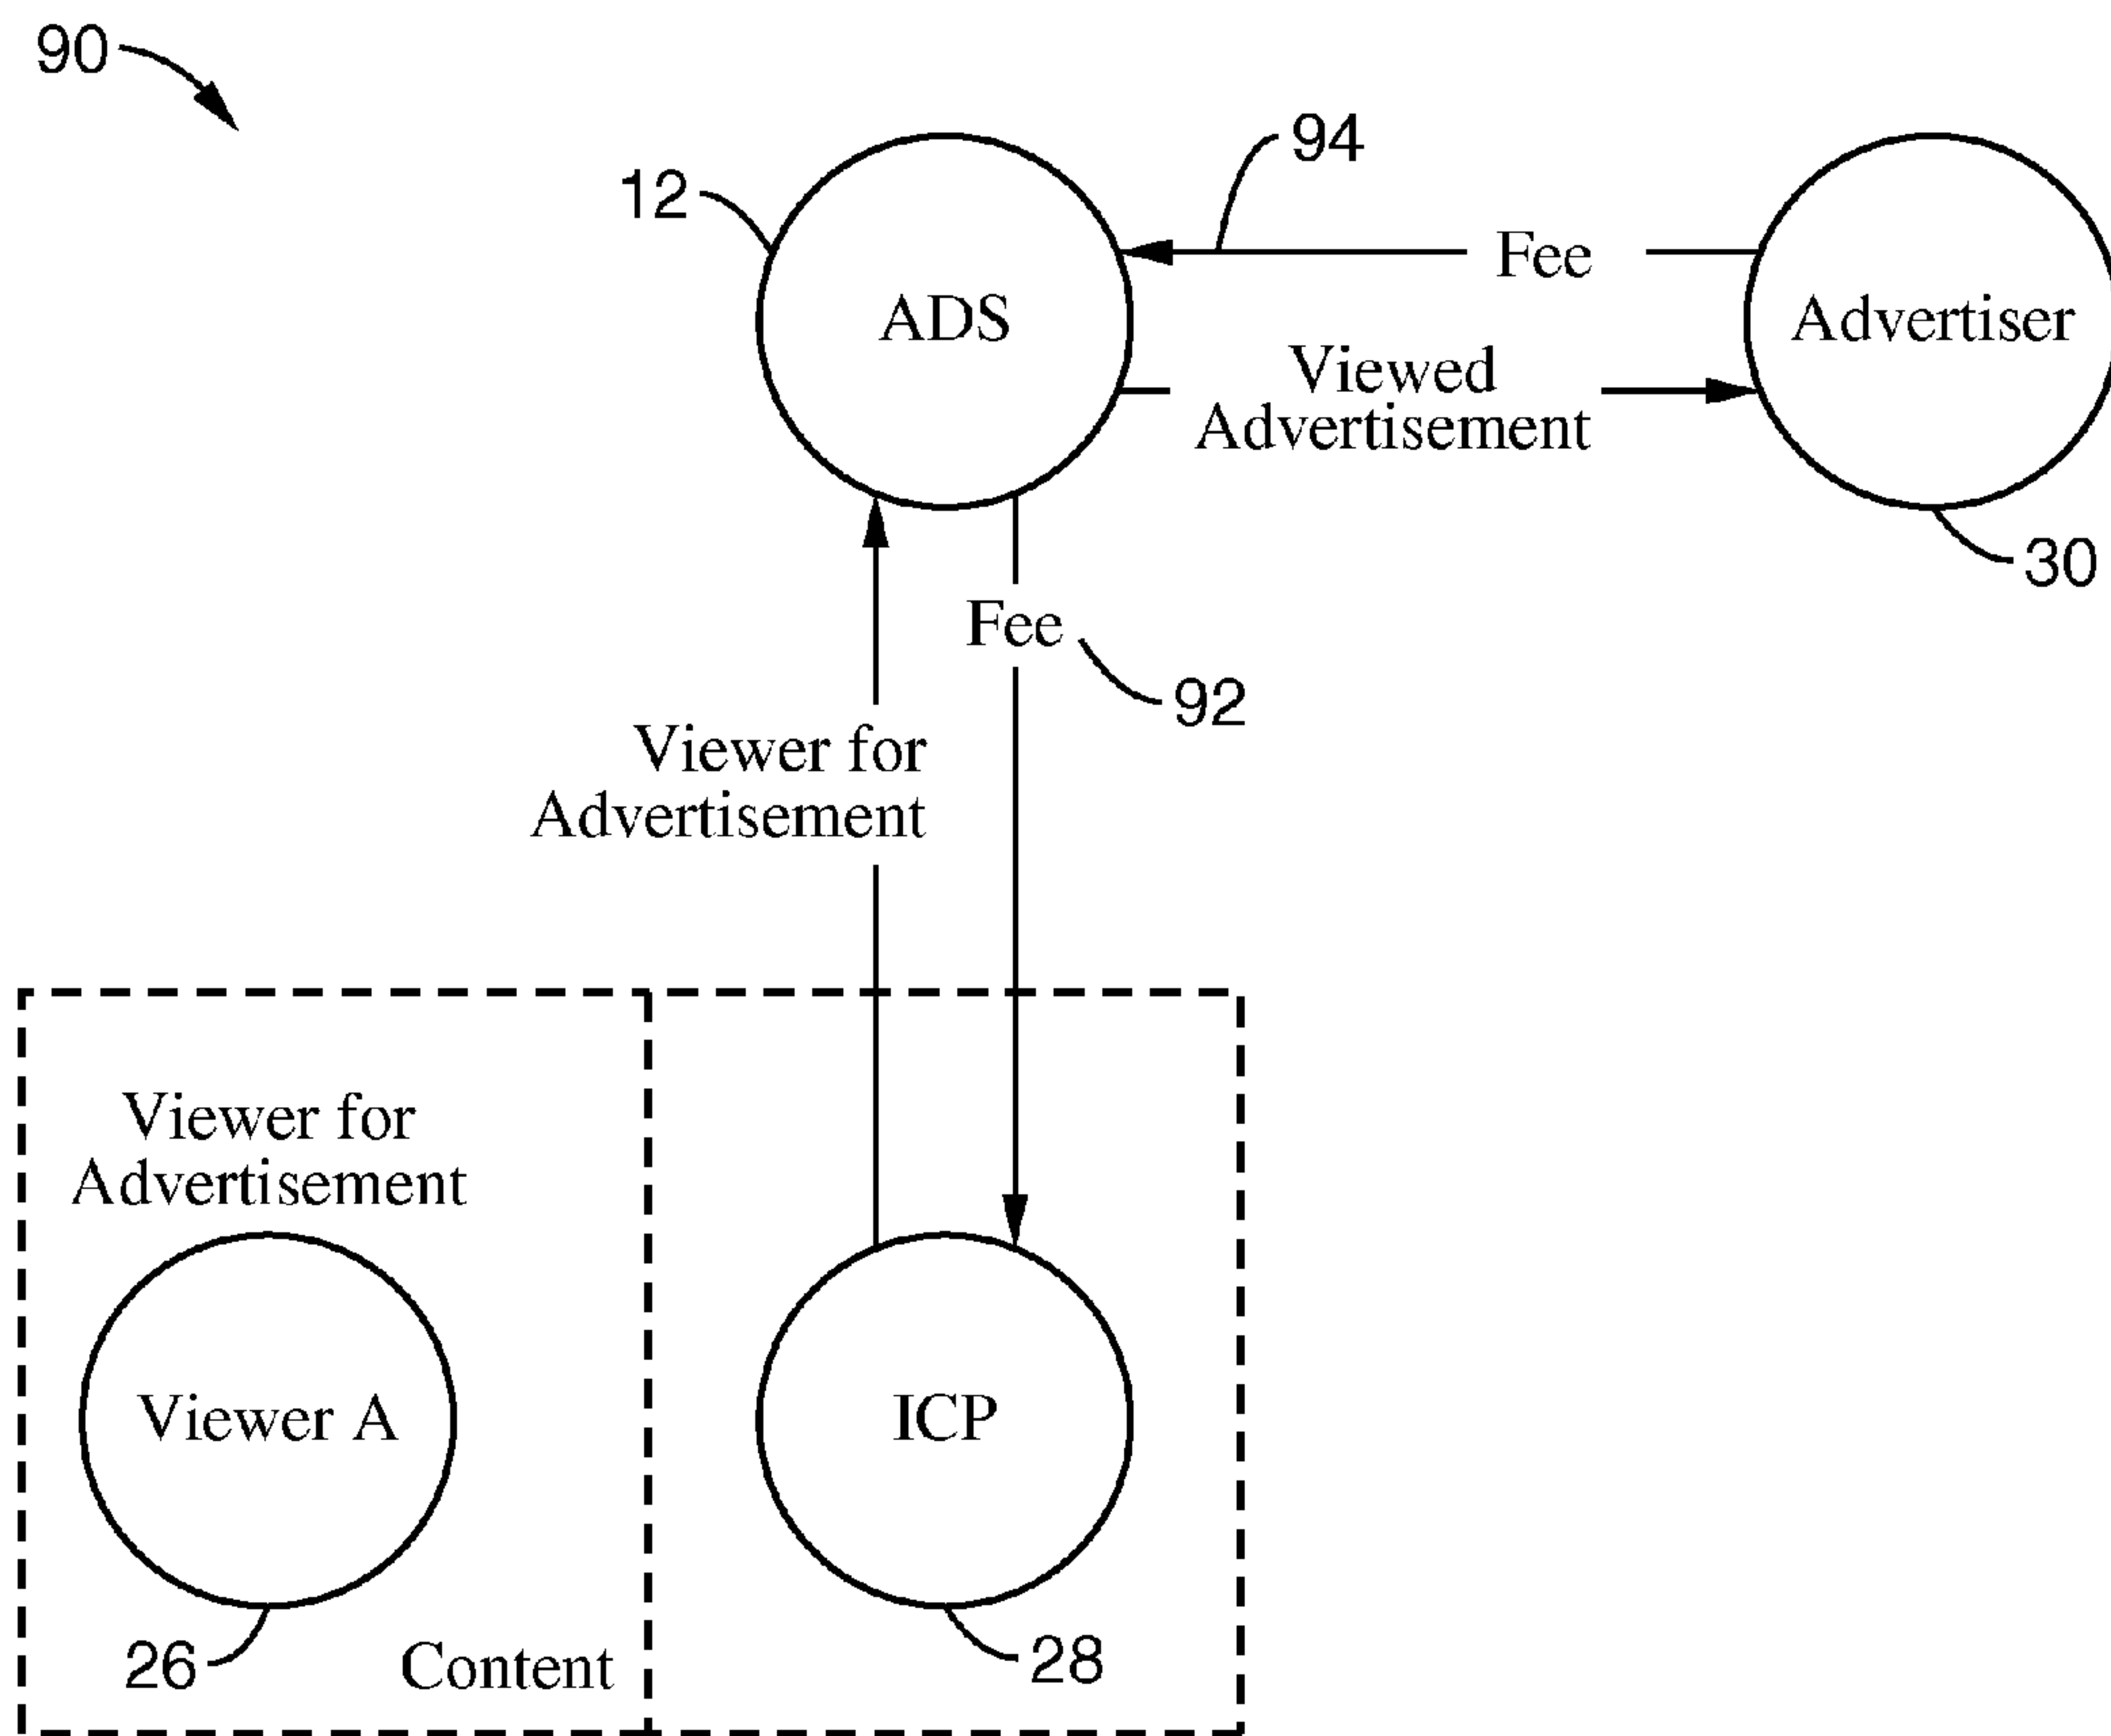 90
94
12
Fee
ADS
Advertiser
Viewed
Advertisement
30
Fee
92
Viewer for
Advertisement
Viewer for
Advertisement
Viewer A
ICP
26
Content
28